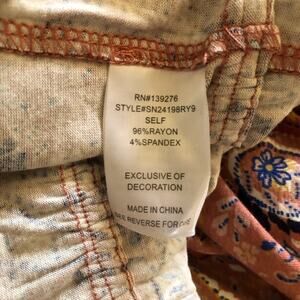 RN#139276
STYLE#SN24198RY9
SELF
96%RAYON
4%SPANDEX
EXCLUSIVE OF
DECORATION
MADE IN CHINA
SEE REVERSE FOR CARE